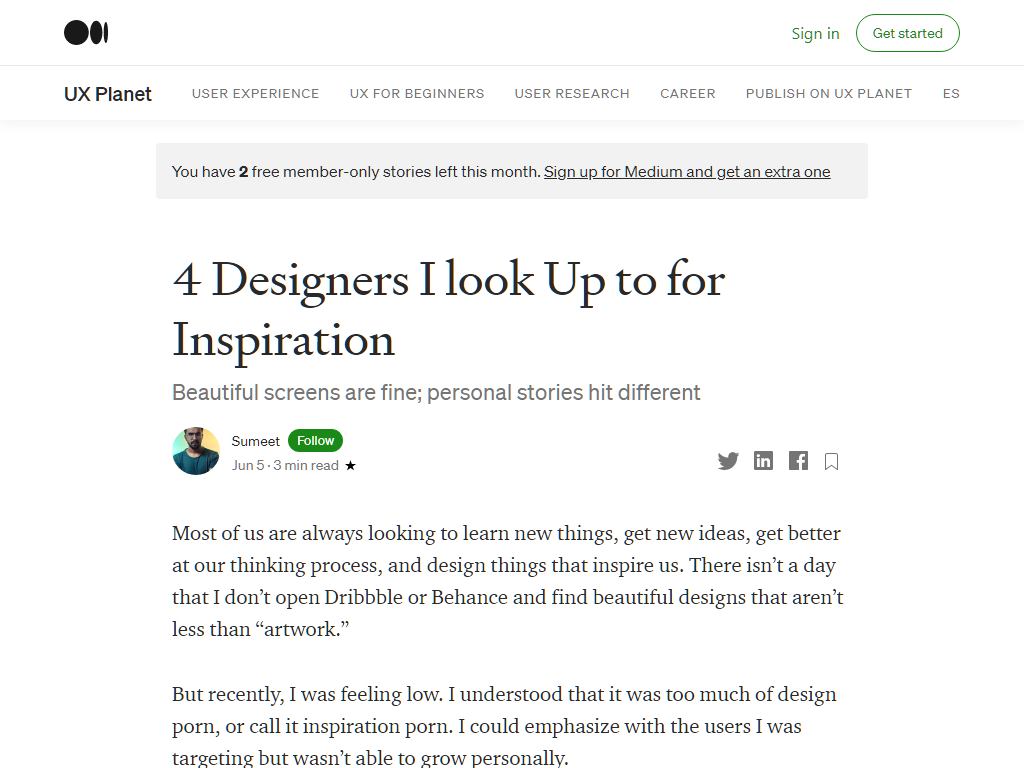 Sign in
Get started
UX Planet
USER EXPERIENCE
UX FOR BEGINNERS
USER RESEARCH
CAREER
PUBLISH ON UX PLANET
ES
You have 2 free member-only stories left this month. Sign up for Medium and get an extra one
4 Designers I look Up to for
Inspiration
Beautiful screens are fine; personal stories hit different
Sumeet
Follow
Jun 5 · 3 min read ★
Most of us are always looking to learn new things, get new ideas, get better
at our thinking process, and design things that inspire us. There isn’t a day
that I don’t open Dribbble or Behance and find beautiful designs that aren’t
less than “artwork.”
But recently, I was feeling low. I understood that it was too much of design
porn, or call it inspiration porn. I could emphasize with the users I was
targeting but wasn’t able to grow personally.